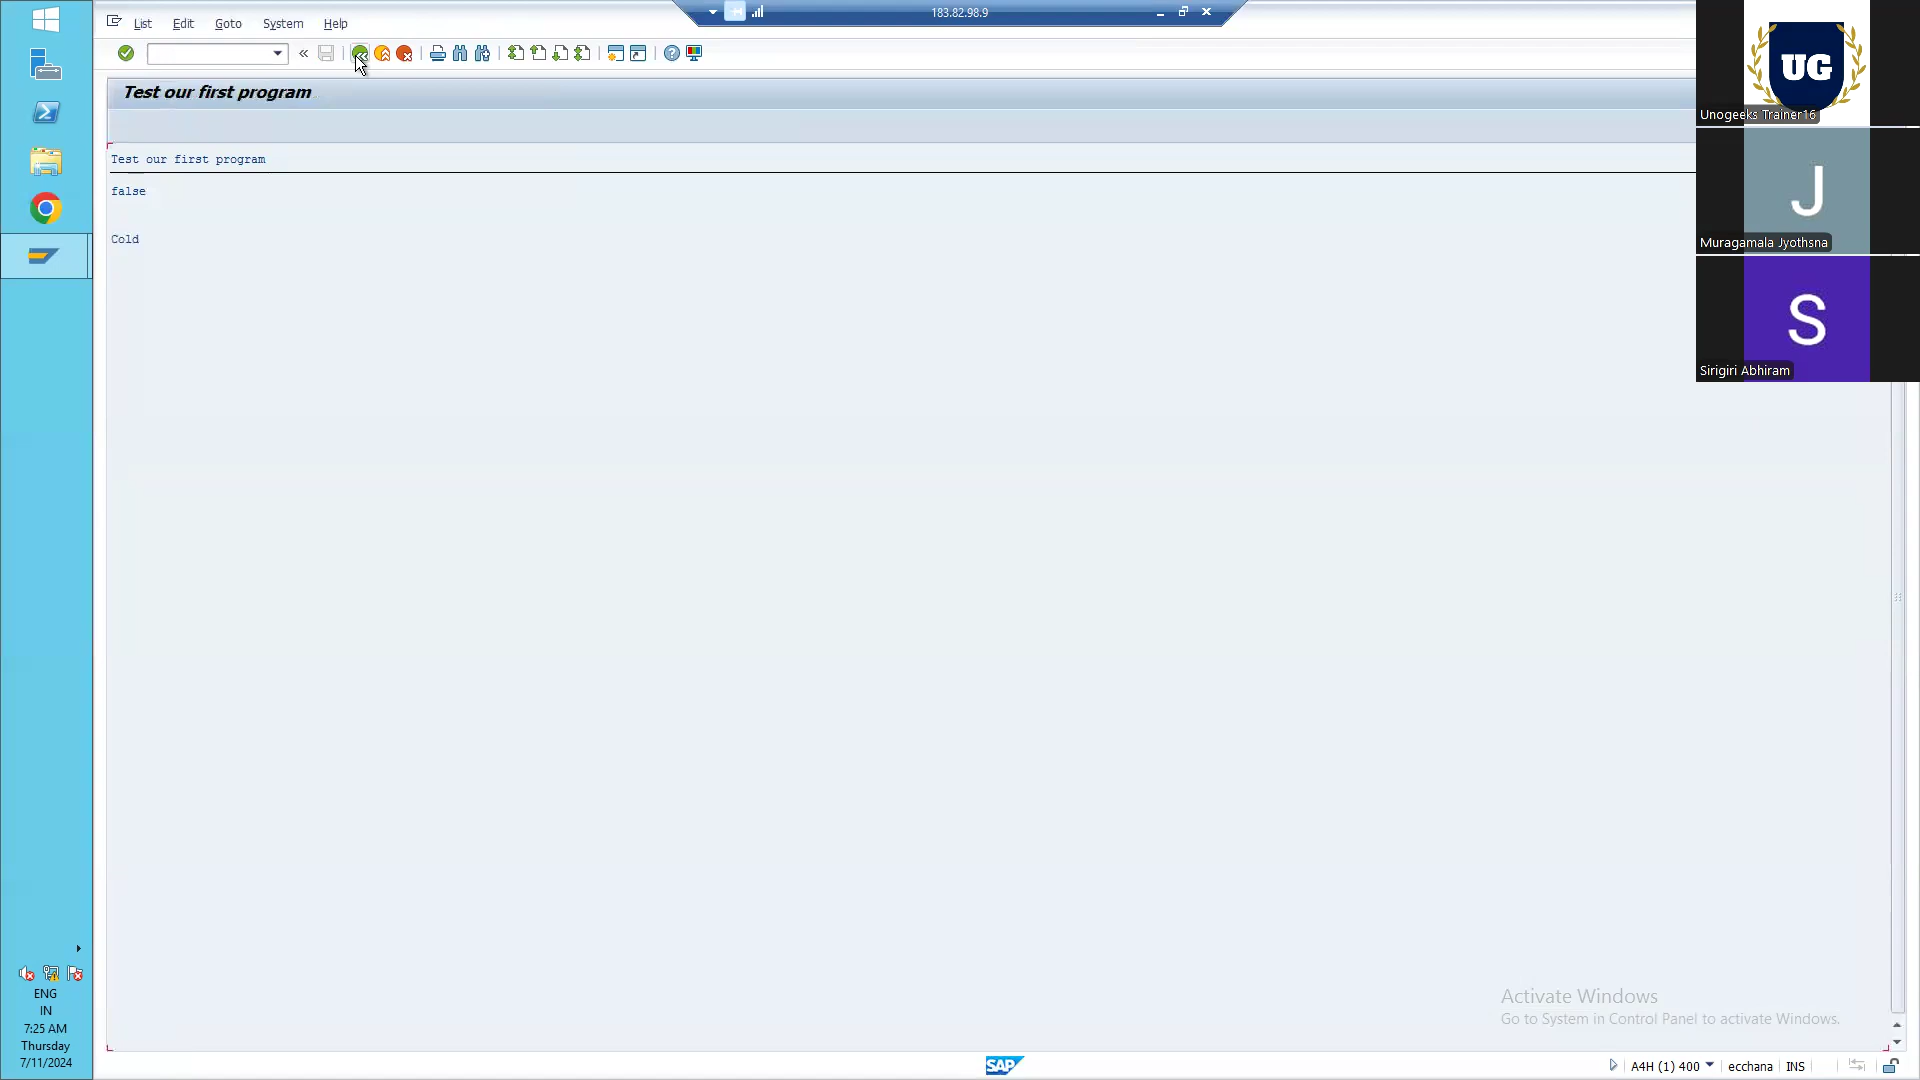 List Edit Goto System Help
183.82.98.9
Test our first program
Test our first program
false
Cold
UG
Unogeeks Trainer16
J
Muragamala Jyothsna
S
Sirigiri Abhiram
ENG
IN
7:25 AM
Thursday
7/11/2024
Activate Windows
Go to System in Control Panel to activate Windows.
SAP
A4H (1) 400 ecchana INS